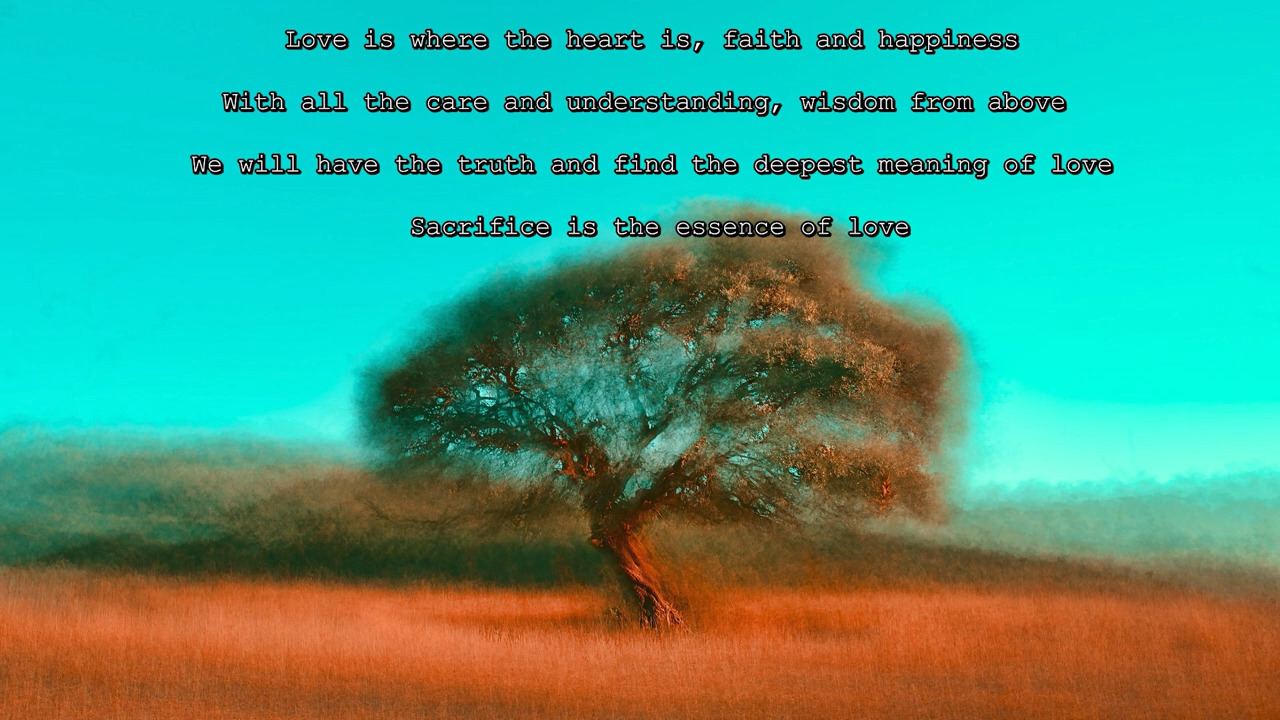 Love is where the heart is, faith and happiness
With all the care and understanding, wisdom from above
We will have the truth and find the deepest meaning of love
Sacrifice is the essence of love